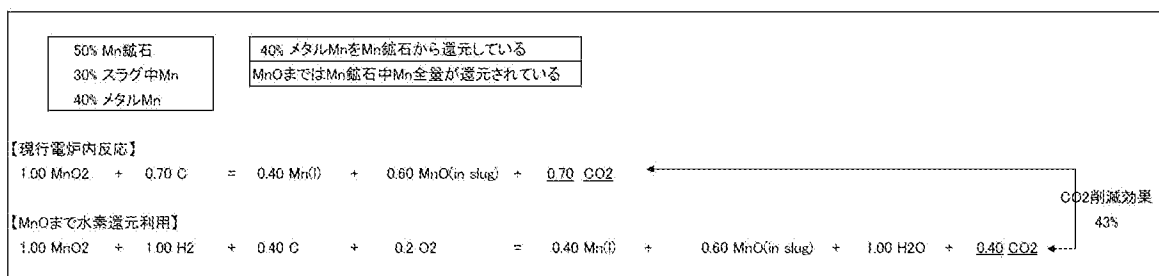 50% Mn鉱石
30% スラグ中Mn
40% メタルMn
40% メタルMnをMn鉱石から還元している
MnOまではMn鉱石中Mn全量が還元されている
【現行電炉内反応】
1.00 MnO2 + 0.70 C = 0.40 Mn(l) + 0.60 MnO(in slug) + 0.70 CO2
CO2削減効果
43%
【MnOまで水素還元利用】
1.00 MnO2 + 1.00 H2 + 0.40 C + 0.2 O2 = 0.40 Mn(l) + 0.60 MnO(in slug) + 1.00 H2O + 0.40 CO2